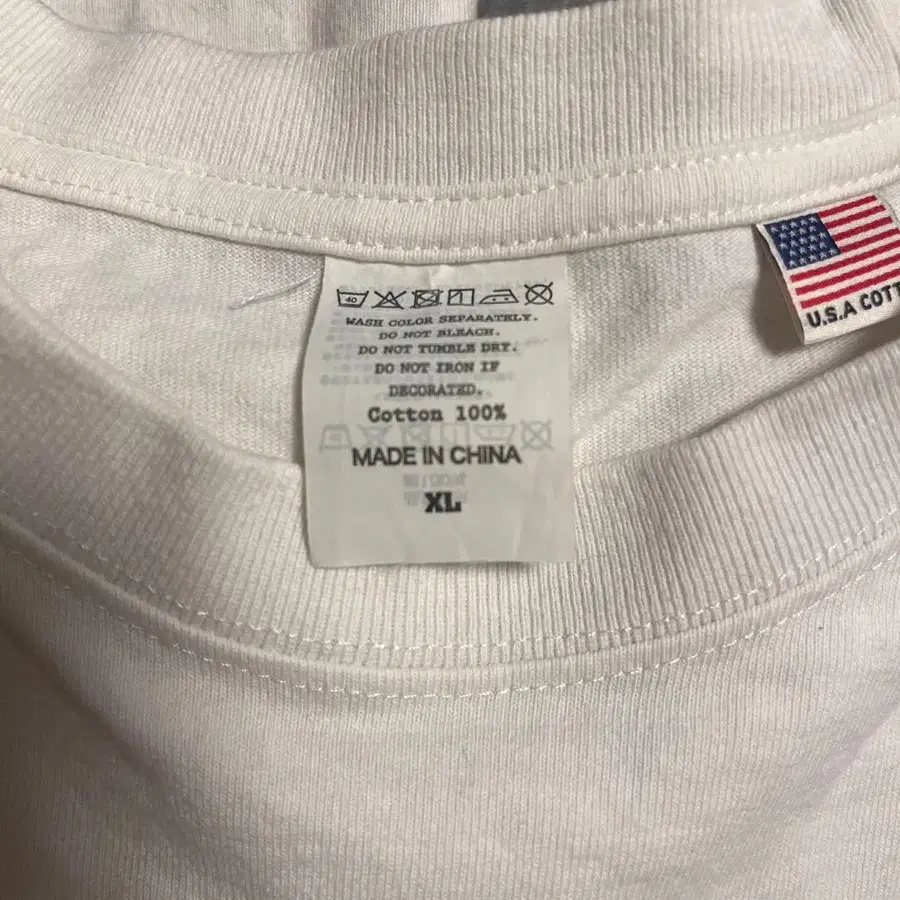 40
WASH COLOR SEPARATELY.
DO NOT BLEACH.
DO NOT TUMBLE DRY.
DO NOT IRON IF
DECORATED.
Cotton 100%
MADE IN CHINA
XL
U.S.A COTT